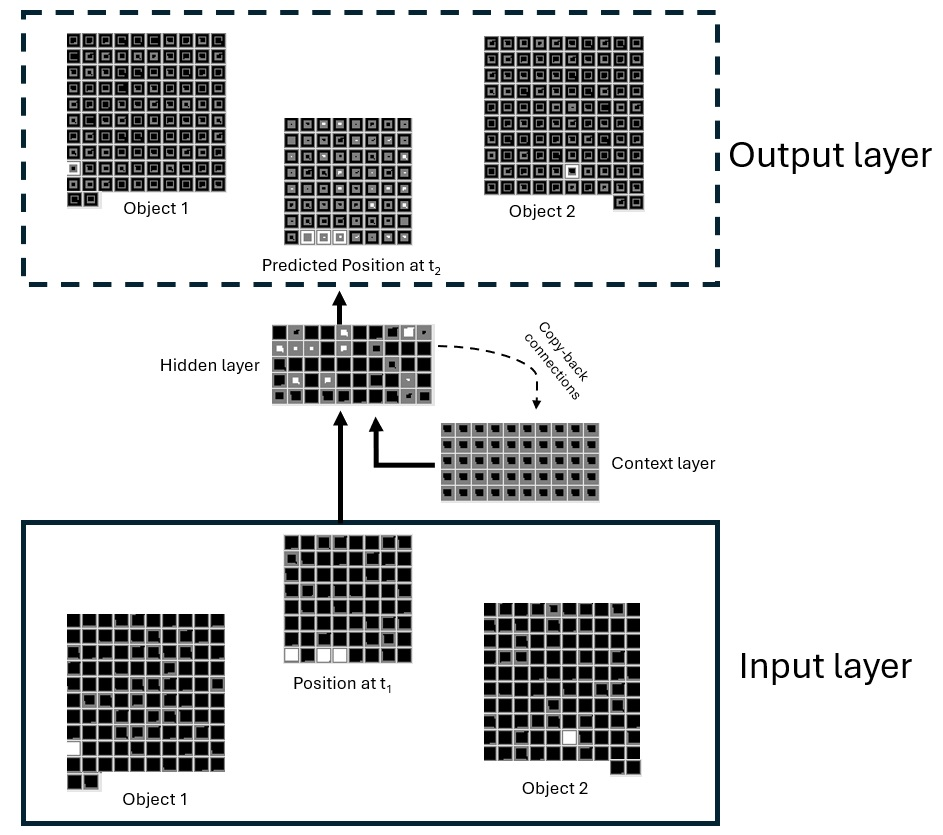 Output layer
Object 1
Object 2
Predicted Position at t₂
Hidden layer
Copy-back
connections
Context layer
Input layer
Position at t₁
Object 1
Object 2